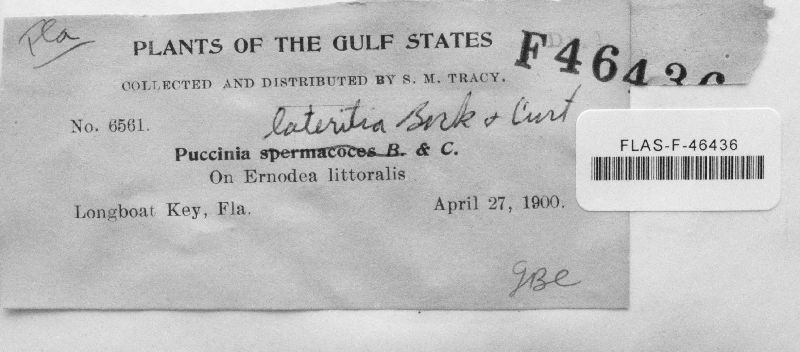 Fla
PLANTS OF THE GULF STATES
F46436
COLLECTED AND DISTRIBUTED BY S. M. TRACY.
No. 6561.
lateritia Berk & Curt
Puccinia spermacoces B. & C.
On Ernodea littoralis
Longboat Key, Fla.
April 27, 1900.
FLAS-F-46436
GBC